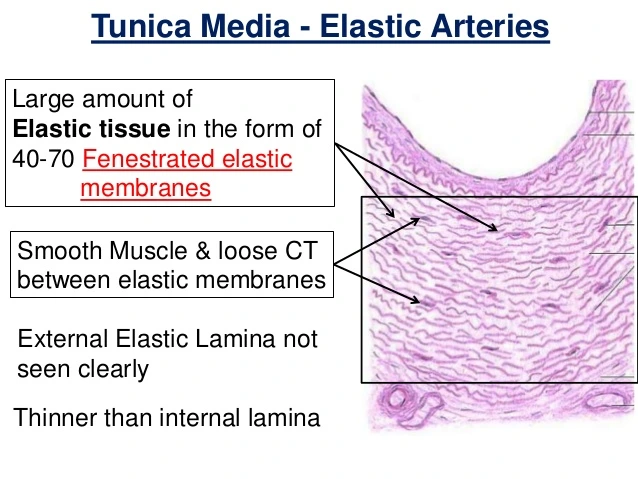 Tunica Media - Elastic Arteries
Large amount of
Elastic tissue in the form of
40-70 Fenestrated elastic
membranes
Smooth Muscle & loose CT
between elastic membranes
External Elastic Lamina not
seen clearly
Thinner than internal lamina